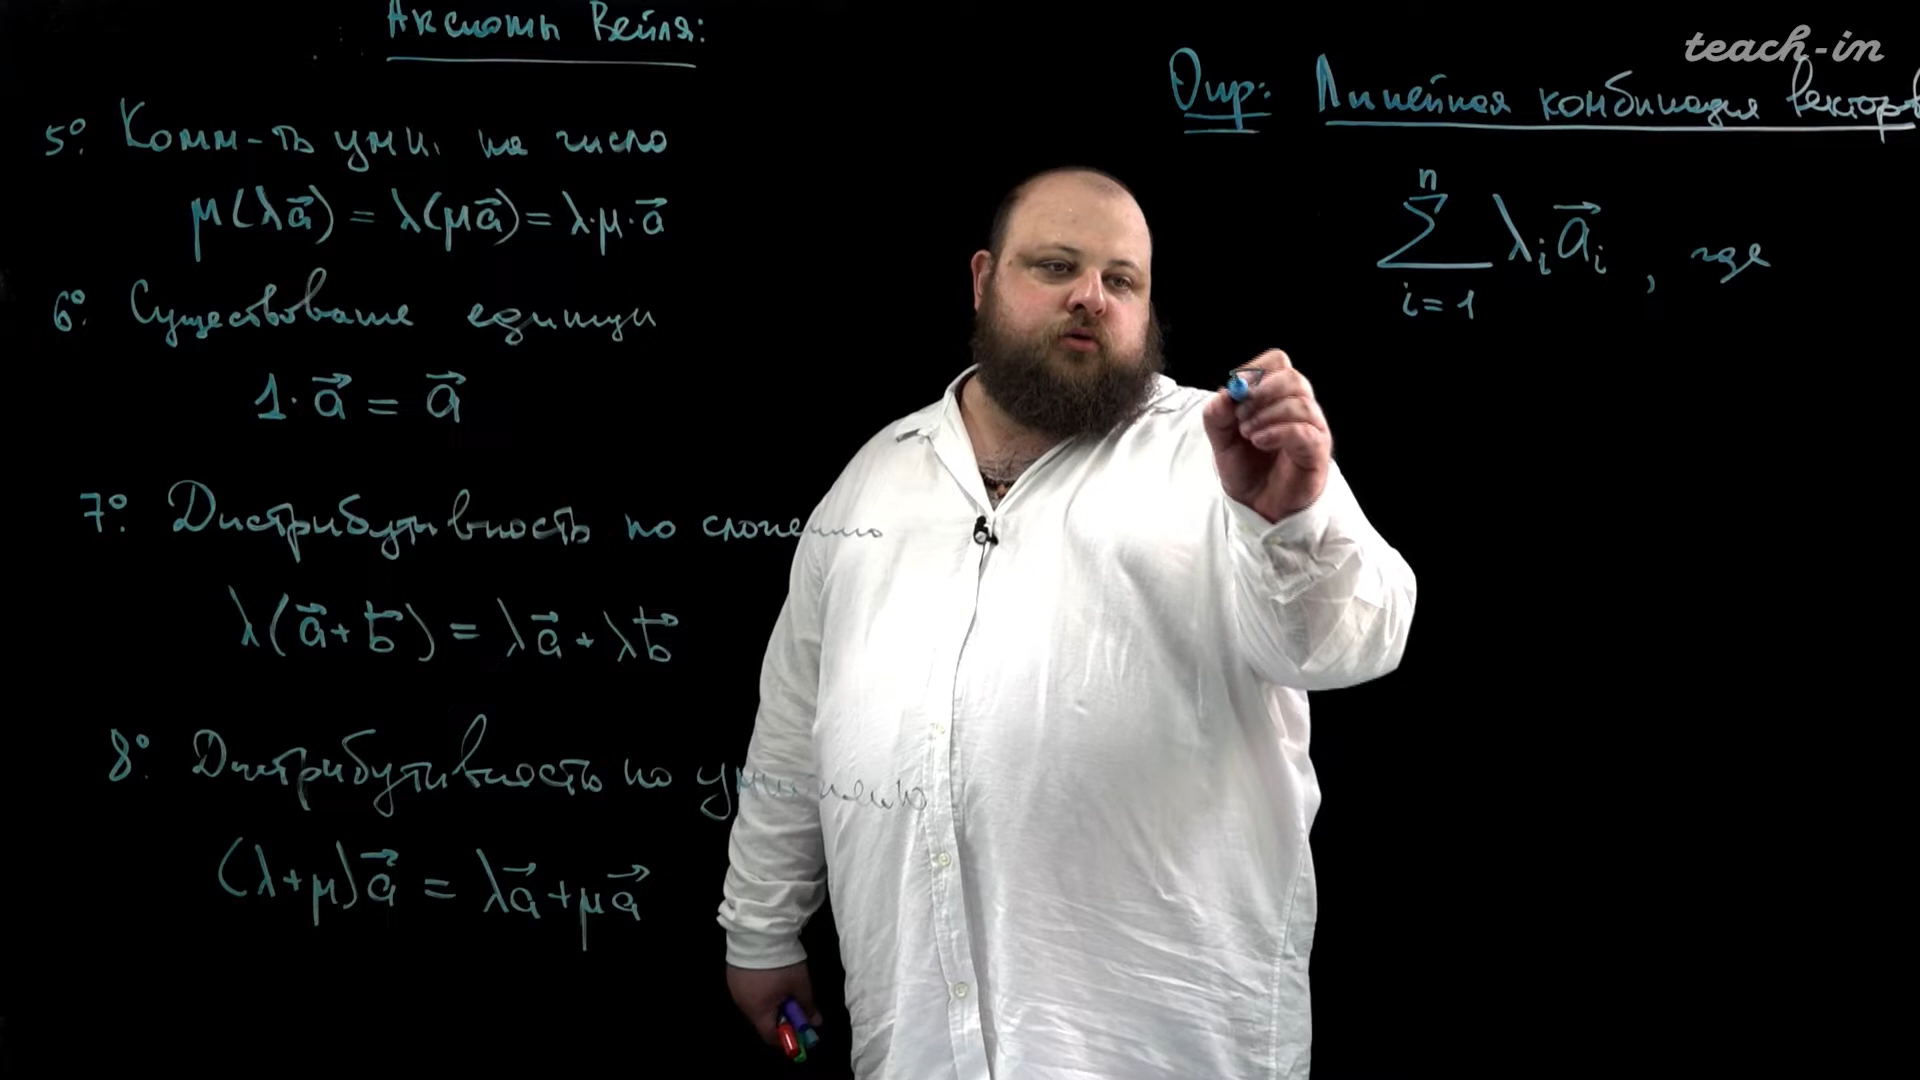 Аксиомы Вейля:
5°. Комм-ть умн. на число
μ(λa⃗) = λ(μa⃗) = λ·μ·a⃗
6°. Существование единицы
1·a⃗ = a⃗
7°. Дистрибутивность по сложению
λ(a⃗+b⃗) = λa⃗+λb⃗
8°. Дистрибутивность по умножению
(λ+μ)a⃗ = λa⃗+μa⃗
teach-in
Опр: Линейная комбинация векторов
n
∑ λᵢa⃗ᵢ, где
i=1